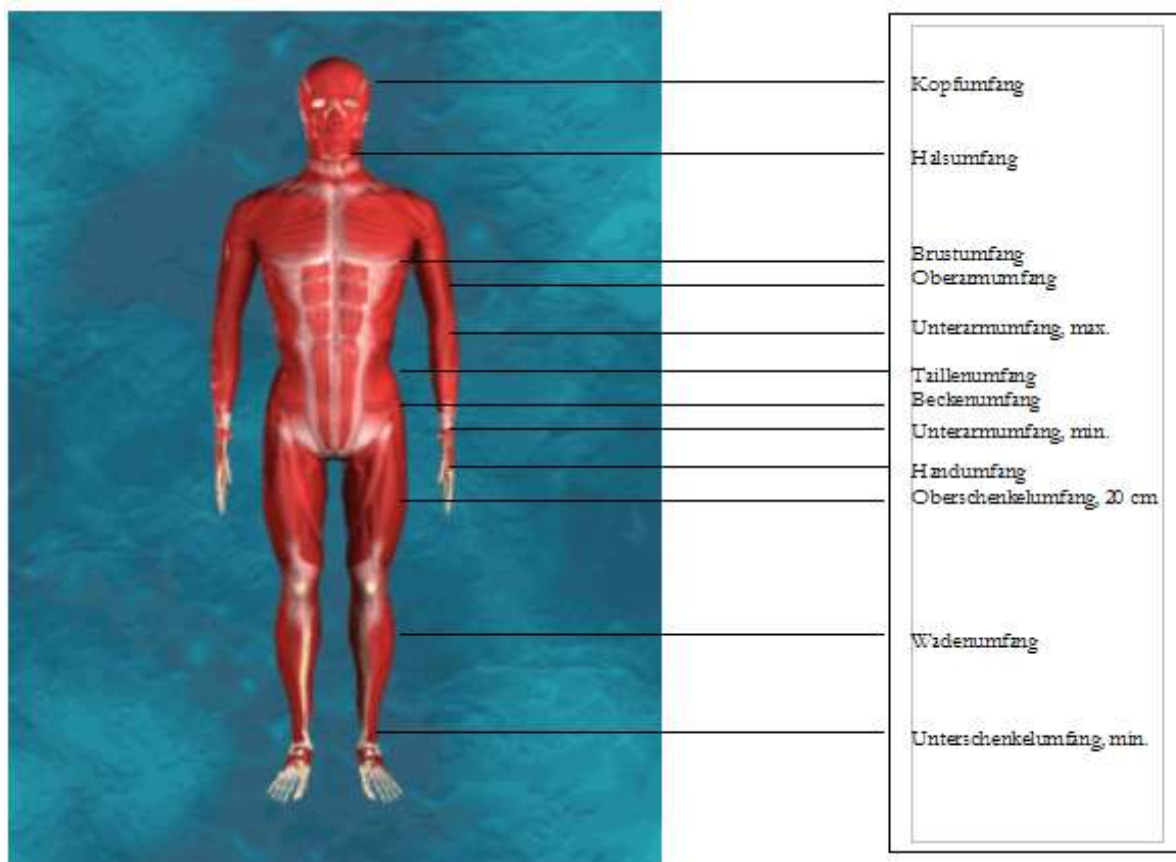 Kopfumfang
Halsumfang
Brustumfang
Oberarmumfang
Unterarmumfang, max.
Taillenumfang
Beckenumfang
Unterarmumfang, min.
Handumfang
Oberschenkelumfang, 20 cm
Wadenumfang
Unterschenkelumfang, min.